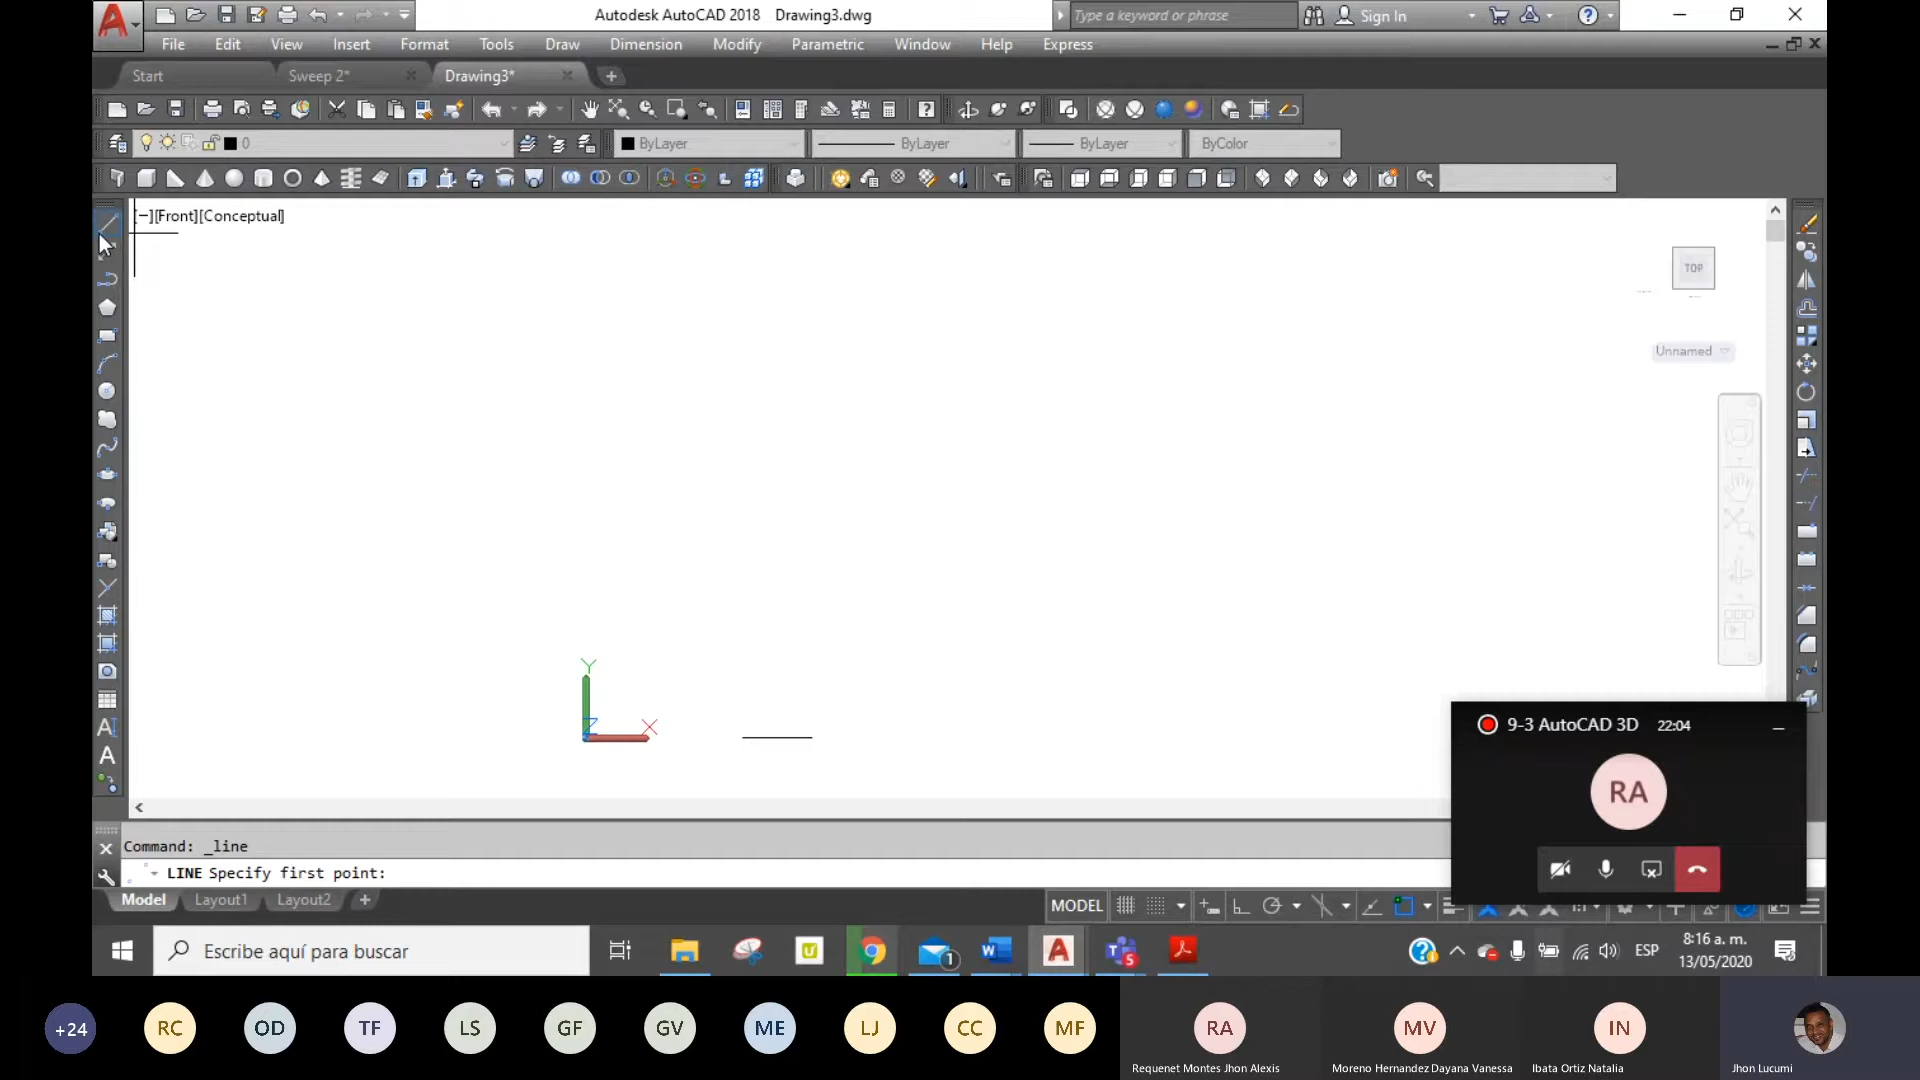 Autodesk AutoCAD 2018 Drawing3.dwg
Type a keyword or phrase
Sign In
File Edit View Insert Format Tools Draw Dimension Modify Parametric Window Help Express
Start
Sweep 2*
Drawing3*
0
ByLayer
ByLayer
ByLayer
ByColor
[−][Front][Conceptual]
TOP
Unnamed
Y
Z
X
9-3 AutoCAD 3D 22:04
RA
Command: _line
LINE Specify first point:
Model Layout1 Layout2
MODEL
Escribe aquí para buscar
1
ESP
8:16 a. m.
13/05/2020
+24
RC
OD
TF
LS
GF
GV
ME
LJ
CC
MF
RA
Requenet Montes Jhon Alexis
MV
Moreno Hernandez Dayana Vanessa
IN
Ibata Ortiz Natalia
Jhon Lucumi